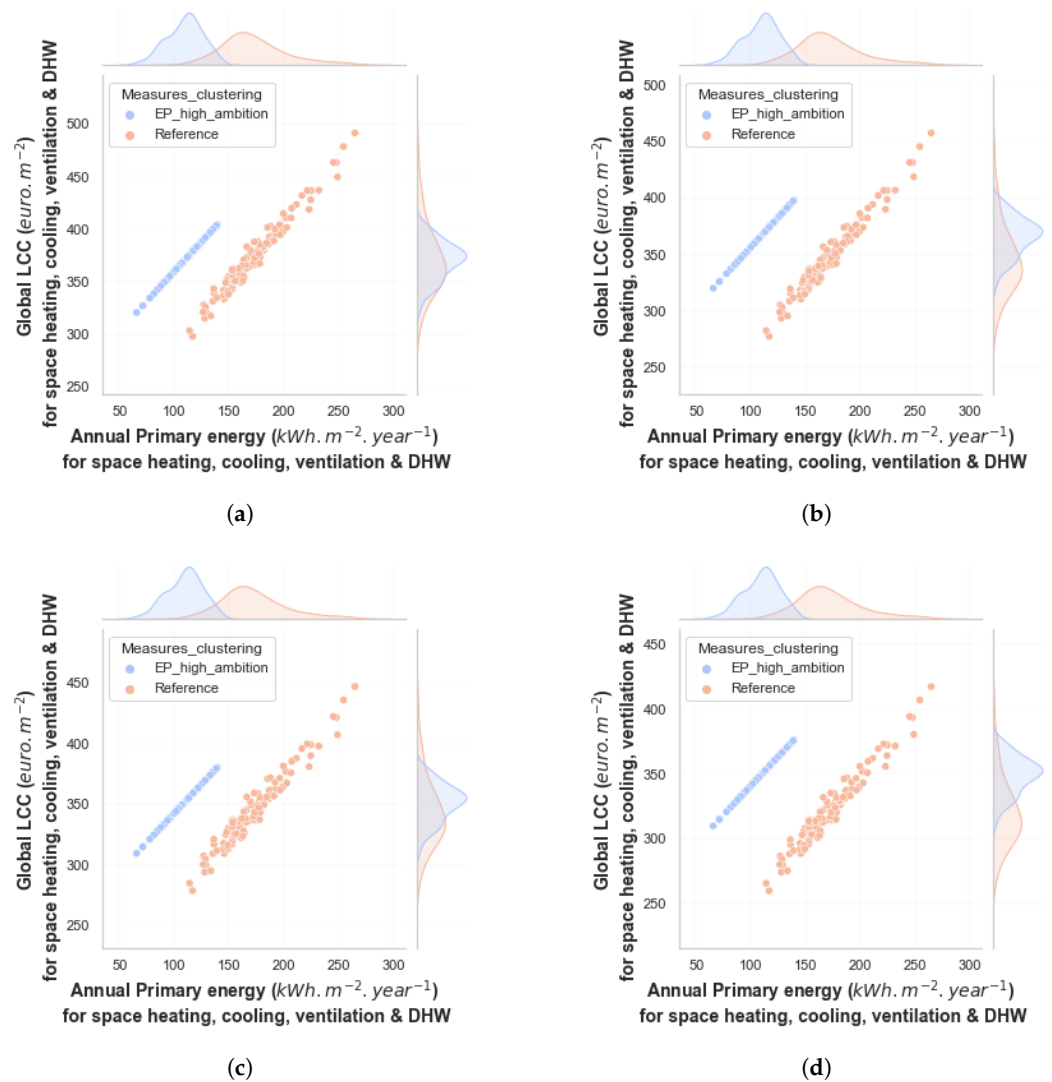 Global LCC (euro.m⁻²)
for space heating, cooling, ventilation & DHW
500
450
400
350
300
250
Measures_clustering
EP_high_ambition
Reference
50 100 150 200 250 300
Annual Primary energy (kWh.m⁻².year⁻¹)
for space heating, cooling, ventilation & DHW
(a)
Global LCC (euro.m⁻²)
for space heating, cooling, ventilation & DHW
500
450
400
350
300
250
Measures_clustering
EP_high_ambition
Reference
50 100 150 200 250 300
Annual Primary energy (kWh.m⁻².year⁻¹)
for space heating, cooling, ventilation & DHW
(b)
Global LCC (euro.m⁻²)
for space heating, cooling, ventilation & DHW
450
400
350
300
250
Measures_clustering
EP_high_ambition
Reference
50 100 150 200 250 300
Annual Primary energy (kWh.m⁻².year⁻¹)
for space heating, cooling, ventilation & DHW
(c)
Global LCC (euro.m⁻²)
for space heating, cooling, ventilation & DHW
450
400
350
300
250
Measures_clustering
EP_high_ambition
Reference
50 100 150 200 250 300
Annual Primary energy (kWh.m⁻².year⁻¹)
for space heating, cooling, ventilation & DHW
(d)